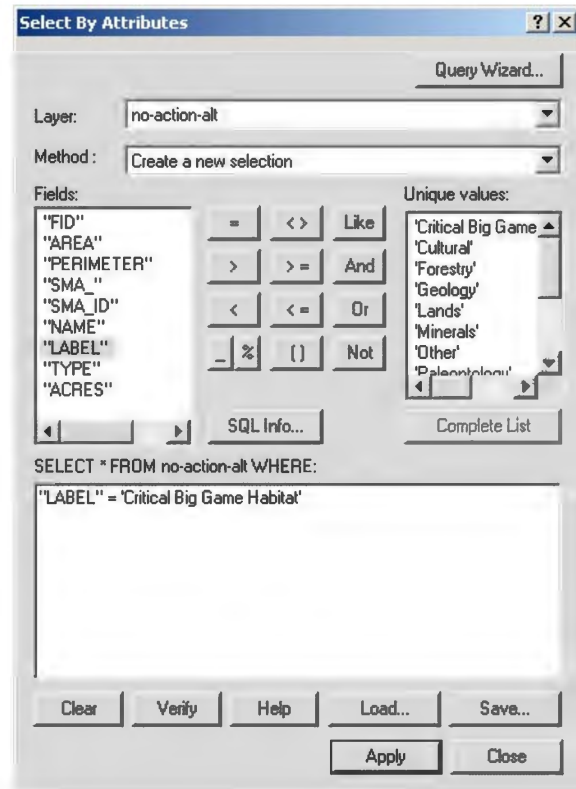 Select By Attributes
? X
Query Wizard...
Layer: no-action-alt
Method : Create a new selection
Fields:
"FID"
"AREA"
"PERIMETER"
"SMA_"
"SMA_ID"
"NAME"
"LABEL"
"TYPE"
"ACRES"
= <> Like
> >= And
< <= Or
_ % () Not
SQL Info...
Unique values:
'Critical Big Game
'Cultural'
'Forestry'
'Geology'
'Lands'
'Minerals'
'Other'
'Paleontology'
Complete List
SELECT * FROM no-action-alt WHERE:
"LABEL" = 'Critical Big Game Habitat'
Clear Verify Help Load... Save...
Apply Close